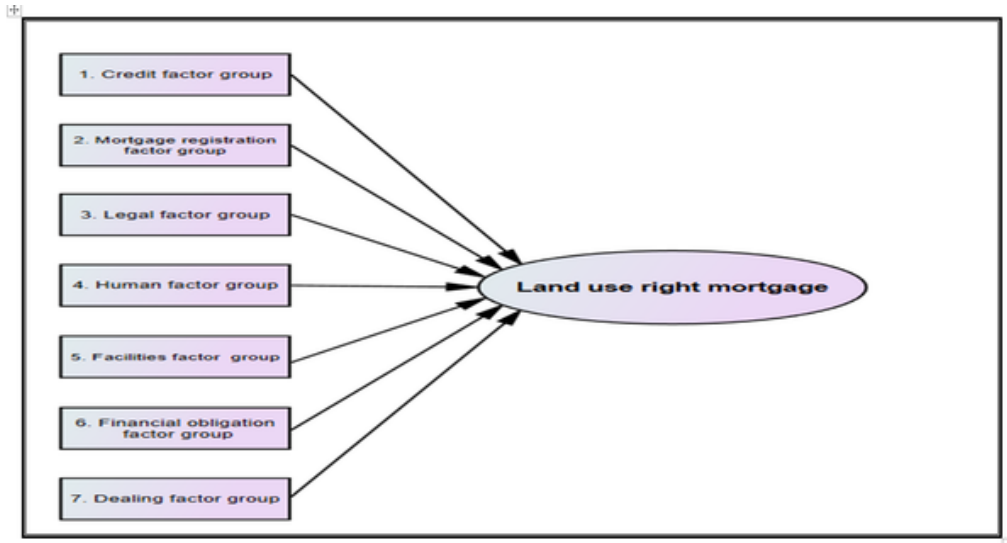 1. Credit factor group
2. Mortgage registration
factor group
3. Legal factor group
4. Human factor group
5. Facilities factor group
6. Financial obligation
factor group
7. Dealing factor group
Land use right mortgage